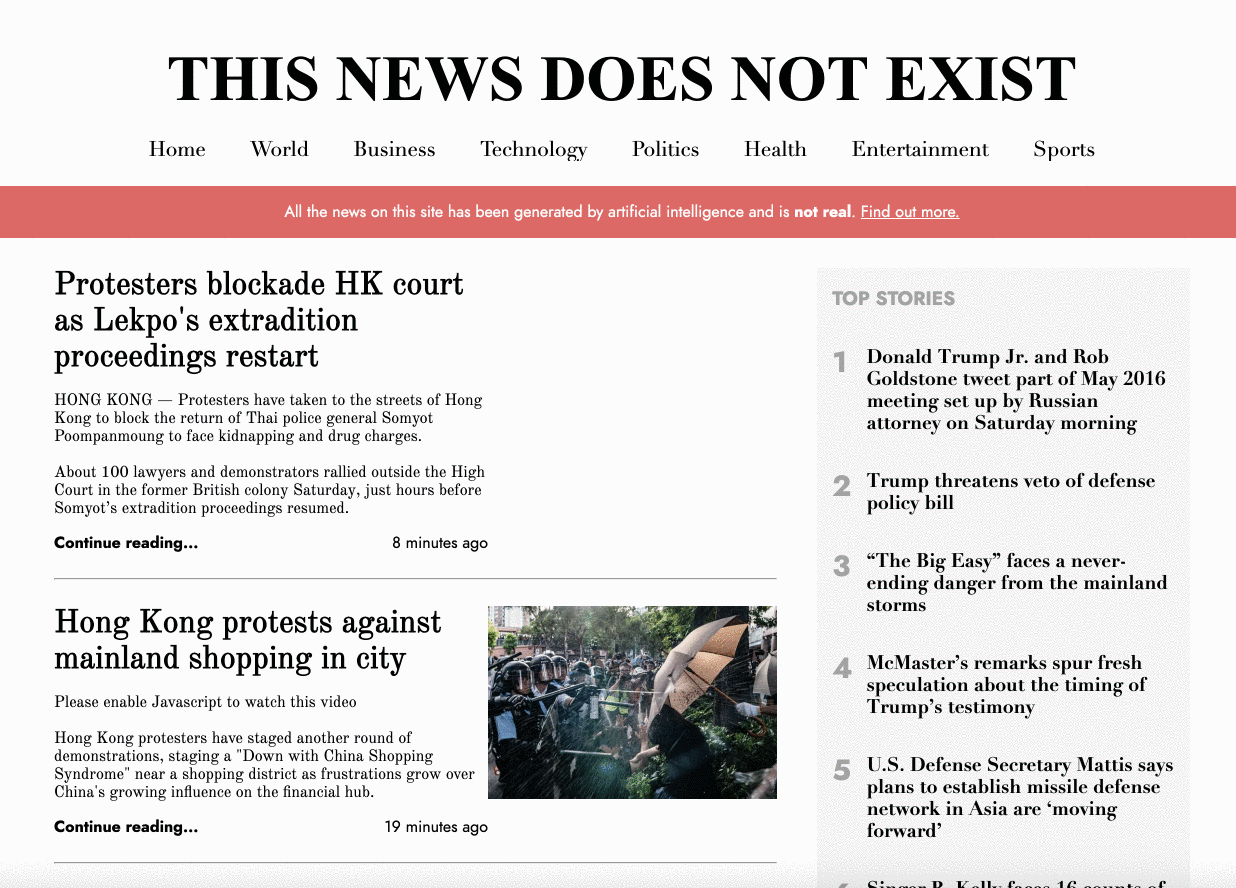 THIS NEWS DOES NOT EXIST
Home World Business Technology Politics Health Entertainment Sports
All the news on this site has been generated by artificial intelligence and is not real. Find out more.
Protesters blockade HK court
as Lekpo's extradition
proceedings restart
HONG KONG — Protesters have taken to the streets of Hong
Kong to block the return of Thai police general Somyot
Poompanmoung to face kidnapping and drug charges.
About 100 lawyers and demonstrators rallied outside the High
Court in the former British colony Saturday, just hours before
Somyot’s extradition proceedings resumed.
Continue reading... 8 minutes ago
Hong Kong protests against
mainland shopping in city
Please enable Javascript to watch this video
Hong Kong protesters have staged another round of
demonstrations, staging a "Down with China Shopping
Syndrome" near a shopping district as frustrations grow over
China's growing influence on the financial hub.
Continue reading... 19 minutes ago
TOP STORIES
1 Donald Trump Jr. and Rob
Goldstone tweet part of May 2016
meeting set up by Russian
attorney on Saturday morning
2 Trump threatens veto of defense
policy bill
3 “The Big Easy” faces a never-
ending danger from the mainland
storms
4 McMaster’s remarks spur fresh
speculation about the timing of
Trump’s testimony
5 U.S. Defense Secretary Mattis says
plans to establish missile defense
network in Asia are ‘moving
forward’
Singer R. Kelly faces 16 counts of